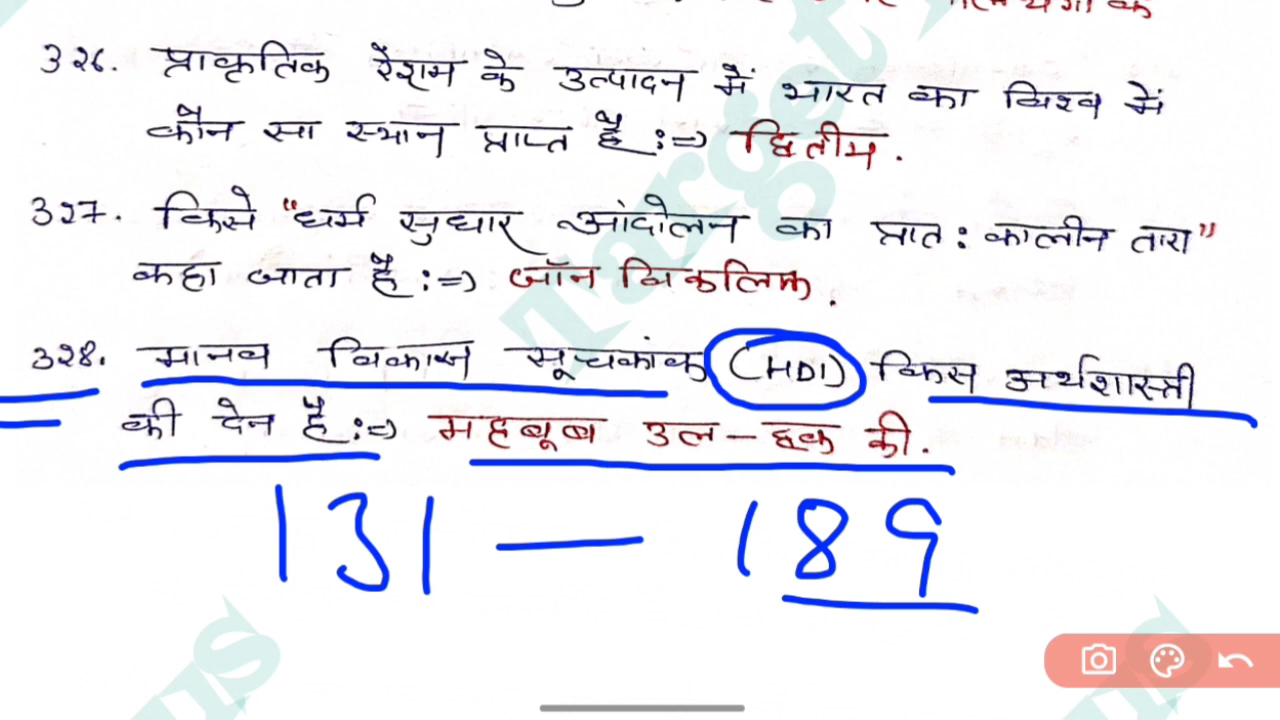 326. प्राकृतिक रेशम के उत्पादन में भारत का विश्व में
कौन सा स्थान प्राप्त है :=> द्वितीय.
327. किसे "धर्म सुधार आंदोलन का प्रात: कालीन तारा"
कहा जाता है :=> जॉन विकलिफ.
328. मानव विकास सूचकांक (HDI) किस अर्थशास्त्री
की देन है :=> महबूब उल-हक की.
131 — 189
Target